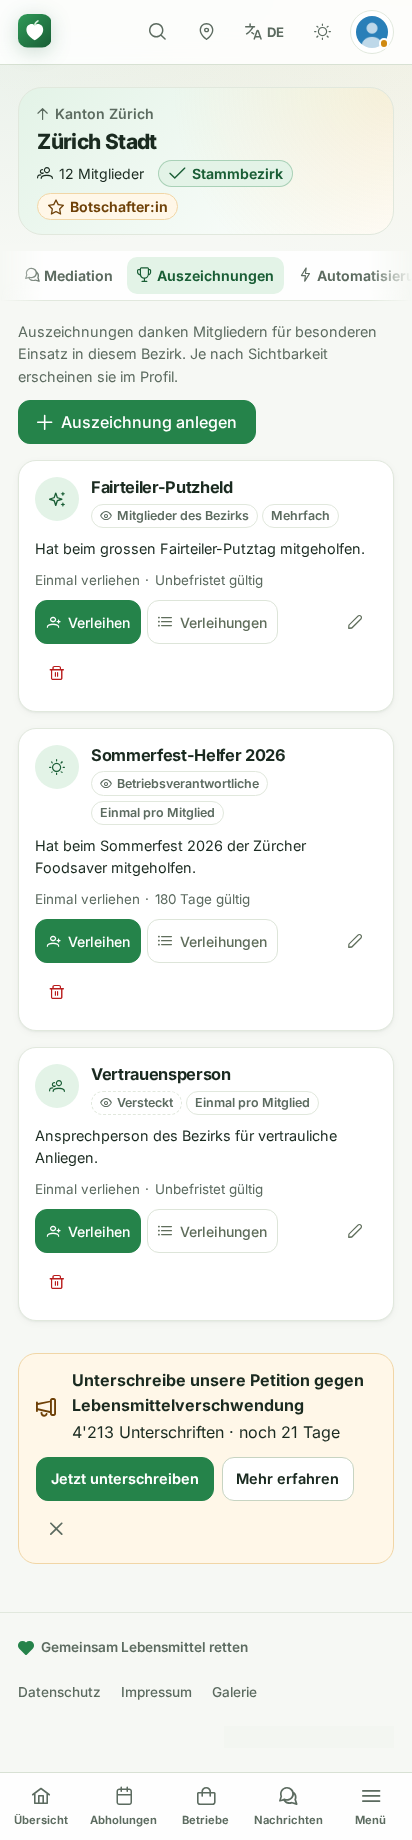 DE
Kanton Zürich
Zürich Stadt
12 Mitglieder Stammbezirk
Botschafter:in
Mediation Auszeichnungen Automatisieru
Auszeichnungen danken Mitgliedern für besonderen
Einsatz in diesem Bezirk. Je nach Sichtbarkeit
erscheinen sie im Profil.
Auszeichnung anlegen
Fairteiler-Putzheld
Mitglieder des Bezirks Mehrfach
Hat beim grossen Fairteiler-Putztag mitgeholfen.
Einmal verliehen · Unbefristet gültig
Verleihen Verleihungen
Sommerfest-Helfer 2026
Betriebsverantwortliche
Einmal pro Mitglied
Hat beim Sommerfest 2026 der Zürcher
Foodsaver mitgeholfen.
Einmal verliehen · 180 Tage gültig
Verleihen Verleihungen
Vertrauensperson
Versteckt Einmal pro Mitglied
Ansprechperson des Bezirks für vertrauliche
Anliegen.
Einmal verliehen · Unbefristet gültig
Verleihen Verleihungen
Unterschreibe unsere Petition gegen
Lebensmittelverschwendung
4'213 Unterschriften · noch 21 Tage
Jetzt unterschreiben Mehr erfahren
Gemeinsam Lebensmittel retten
Datenschutz Impressum Galerie
Übersicht Abholungen Betriebe Nachrichten Menü